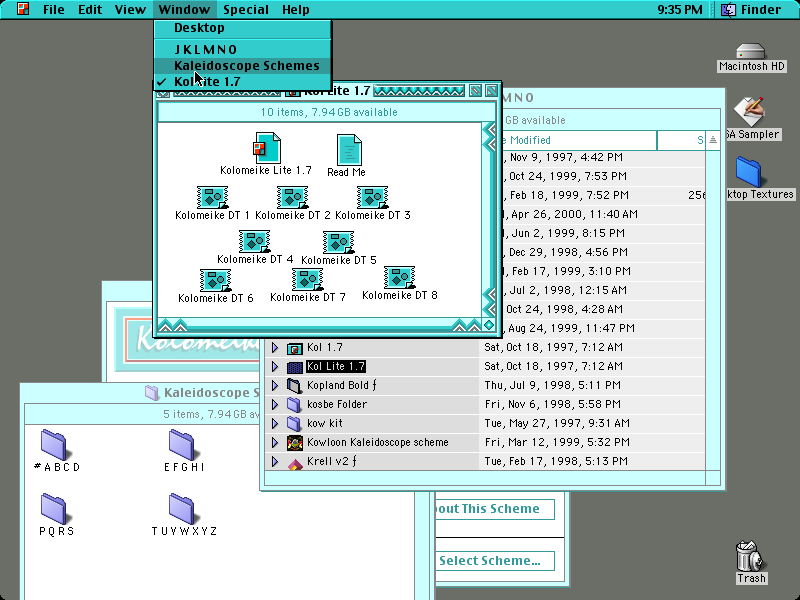 File Edit View Window Special Help 9:35 PM Finder
Desktop
J K L M N O
Kaleidoscope Schemes
✓ Kol Lite 1.7
Kol Lite 1.7
10 items, 7.94 GB available
Kolomeike Lite 1.7
Read Me
Kolomeike DT 1
Kolomeike DT 2
Kolomeike DT 3
Kolomeike DT 4
Kolomeike DT 5
Kolomeike DT 6
Kolomeike DT 7
Kolomeike DT 8
M N O
GB available
e Modified S
, Nov 9, 1997, 4:42 PM
, Oct 24, 1999, 7:53 PM
, Feb 18, 1999, 7:52 PM 256
, Apr 26, 2000, 11:40 AM
, Jun 2, 1999, 8:15 PM
, Dec 29, 1998, 4:56 PM
, Feb 17, 1999, 3:10 PM
, Jul 2, 1998, 12:15 AM
, Oct 24, 1998, 4:28 AM
, Aug 24, 1999, 11:47 PM
Kol 1.7 Sat, Oct 18, 1997, 7:12 AM
Kol Lite 1.7 Sat, Oct 18, 1997, 7:12 AM
Kopland Bold ƒ Thu, Jul 9, 1998, 5:11 PM
kosbe Folder Fri, Nov 6, 1998, 5:58 PM
kow kit Tue, May 27, 1997, 9:31 AM
Kowloon Kaleidoscope scheme Fri, Mar 12, 1999, 5:32 PM
Krell v2 ƒ Tue, Feb 17, 1998, 5:13 PM
Kolomeike
Kaleidoscope S
5 items, 7.94 GB av
#ABCD
EFGHI
PQRS
TUVWXYZ
out This Scheme
Select Scheme...
Macintosh HD
SA Sampler
ktop Textures
Trash